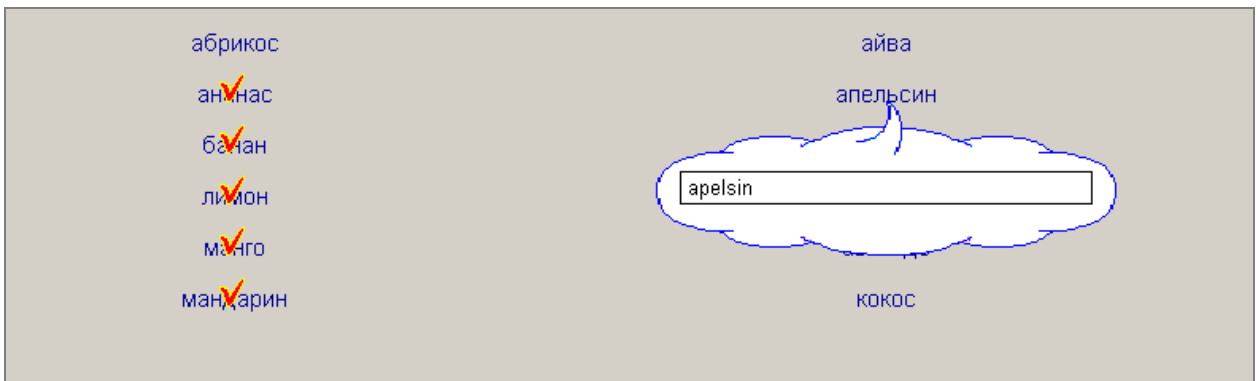 абрикос
ананас
банан
лимон
манго
мандарин
айва
апельсин
apelsin
кокос